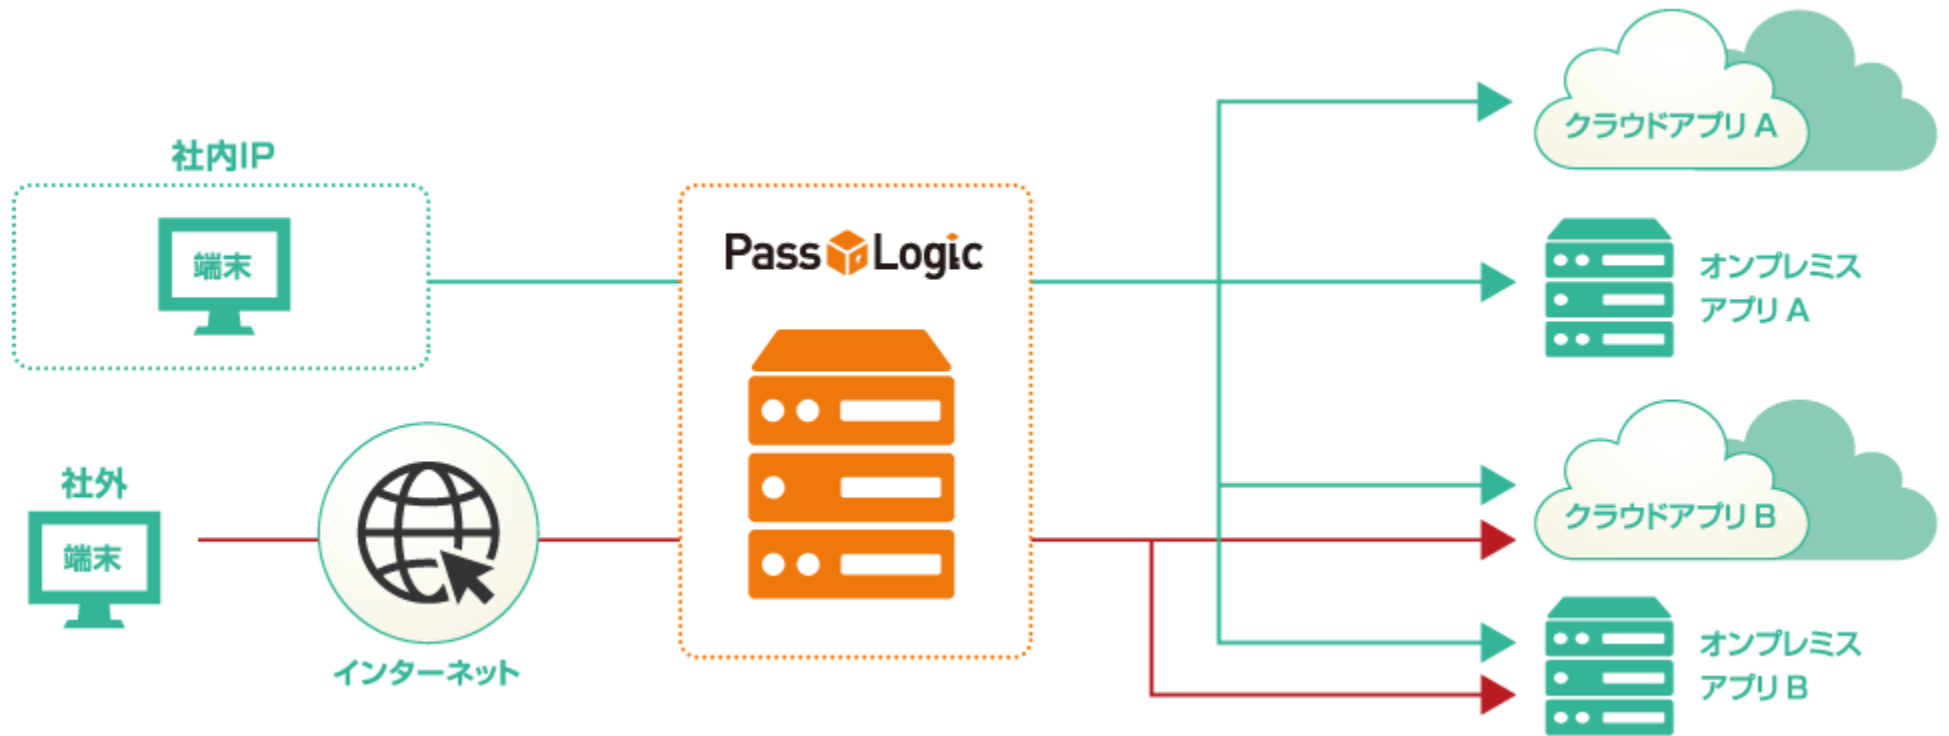 社内IP
端末
社外
端末
インターネット
PassLogic
クラウドアプリ A
オンプレミス
アプリ A
クラウドアプリ B
オンプレミス
アプリ B